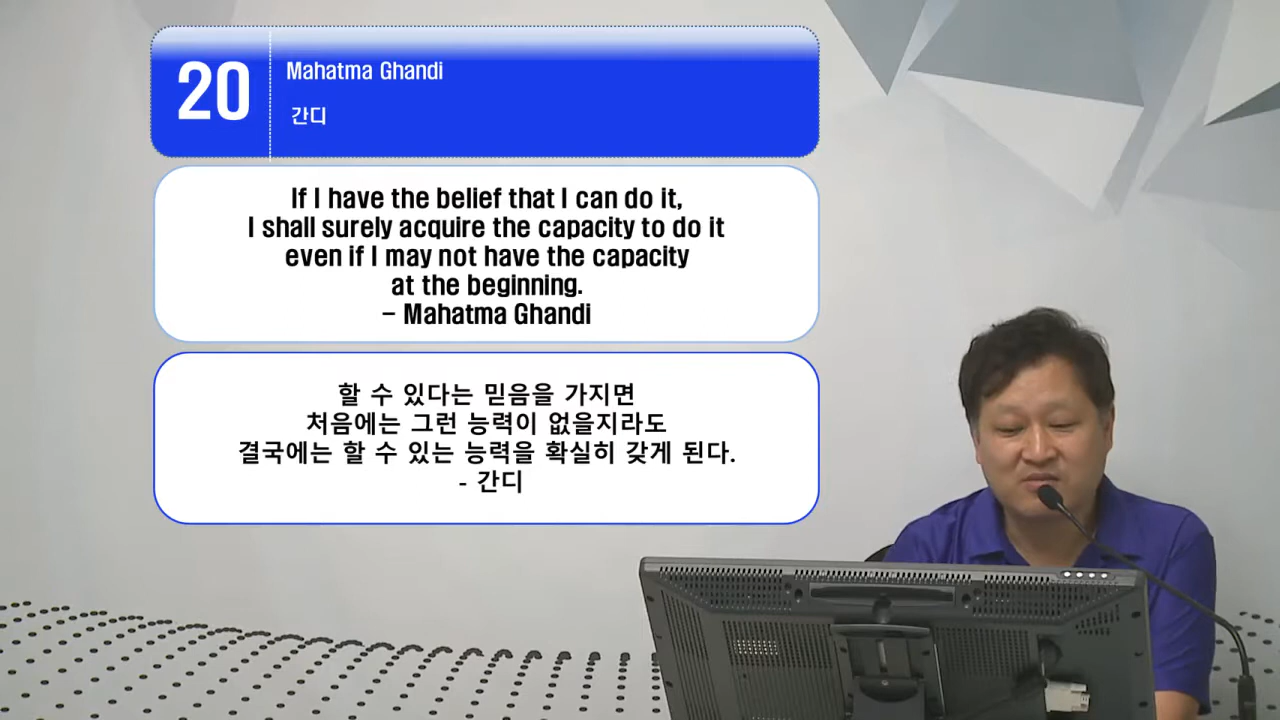 20
Mahatma Ghandi
간디
If I have the belief that I can do it,
I shall surely acquire the capacity to do it
even if I may not have the capacity
at the beginning.
- Mahatma Ghandi
할 수 있다는 믿음을 가지면
처음에는 그런 능력이 없을지라도
결국에는 할 수 있는 능력을 확실히 갖게 된다.
- 간디